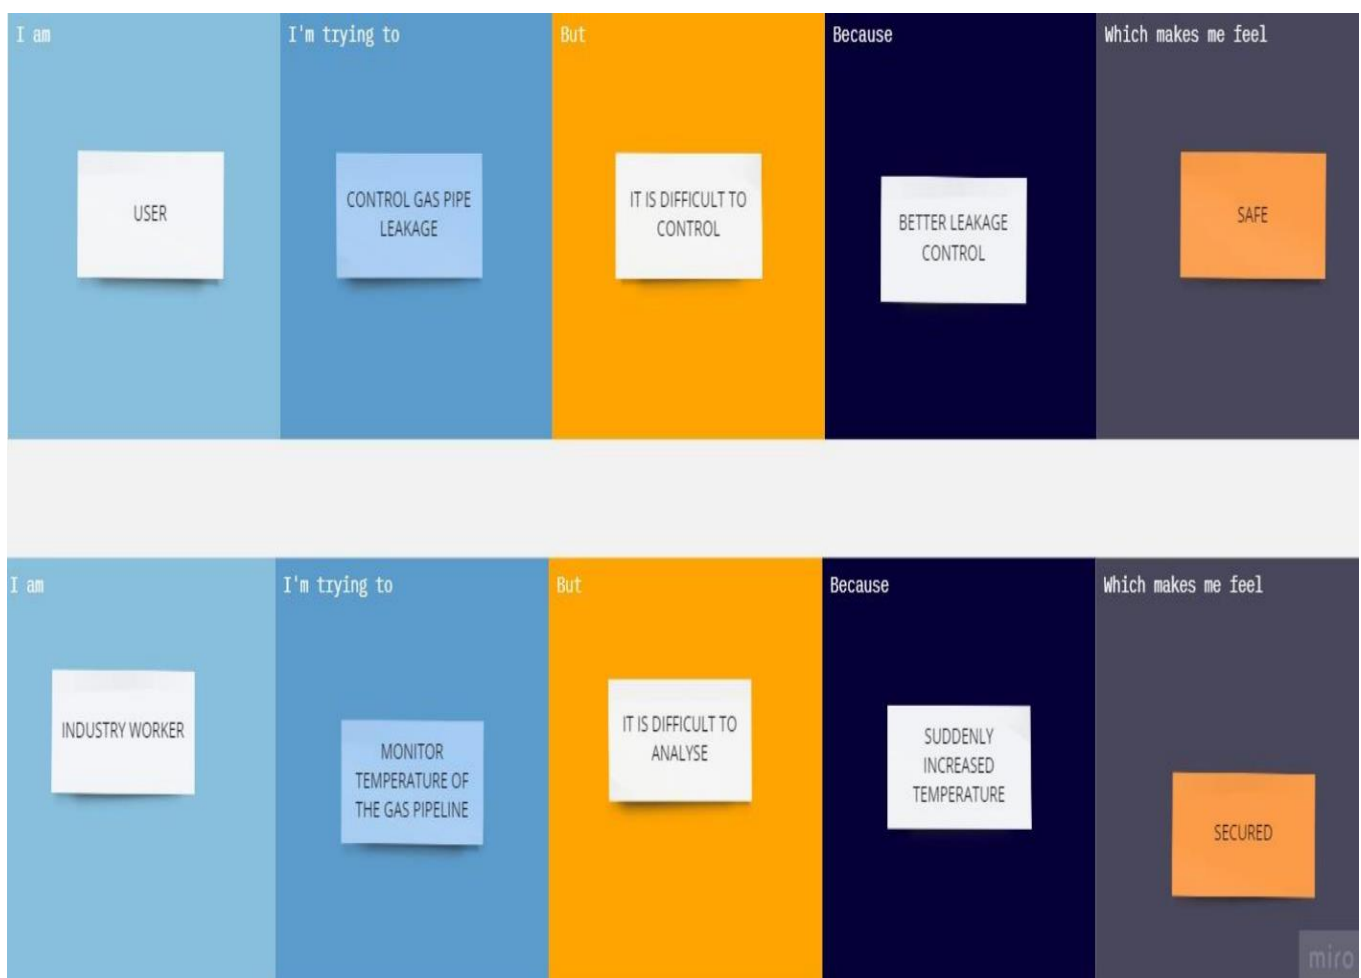 I am
I'm trying to
But
Because
Which makes me feel
USER
CONTROL GAS PIPE
LEAKAGE
IT IS DIFFICULT TO
CONTROL
BETTER LEAKAGE
CONTROL
SAFE
I am
I'm trying to
But
Because
Which makes me feel
INDUSTRY WORKER
MONITOR
TEMPERATURE OF
THE GAS PIPELINE
IT IS DIFFICULT TO
ANALYSE
SUDDENLY
INCREASED
TEMPERATURE
SECURED
miro